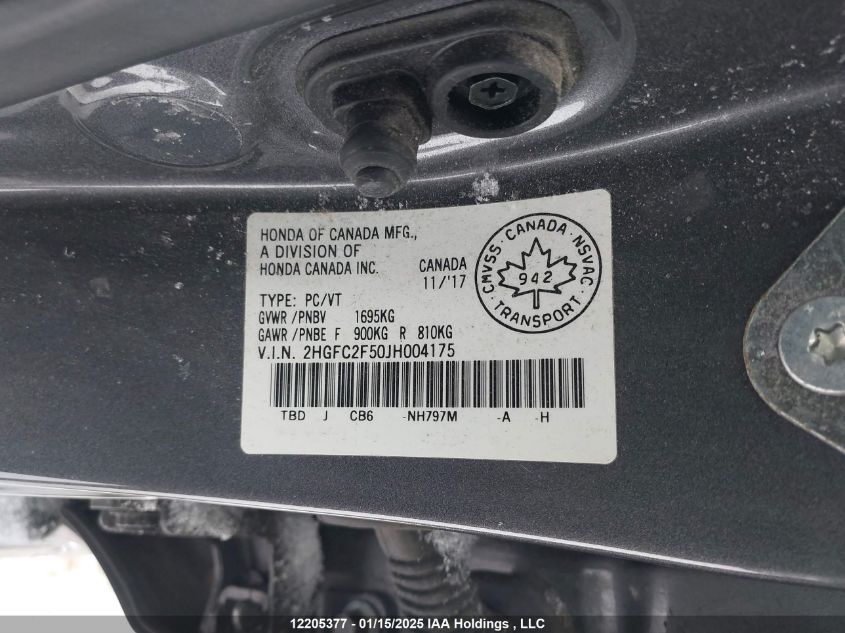 HONDA OF CANADA MFG.,
A DIVISION OF
HONDA CANADA INC.
CANADA
11/'17
CMVSS · CANADA · NSVAC
942
TRANSPORT
TYPE: PC/VT
GVWR /PNBV 1695KG
GAWR /PNBE F 900KG R 810KG
V.I.N. 2HGFC2F50JH004175
TBD J CB6 -NH797M -A -H
12205377 - 01/15/2025 IAA Holdings , LLC